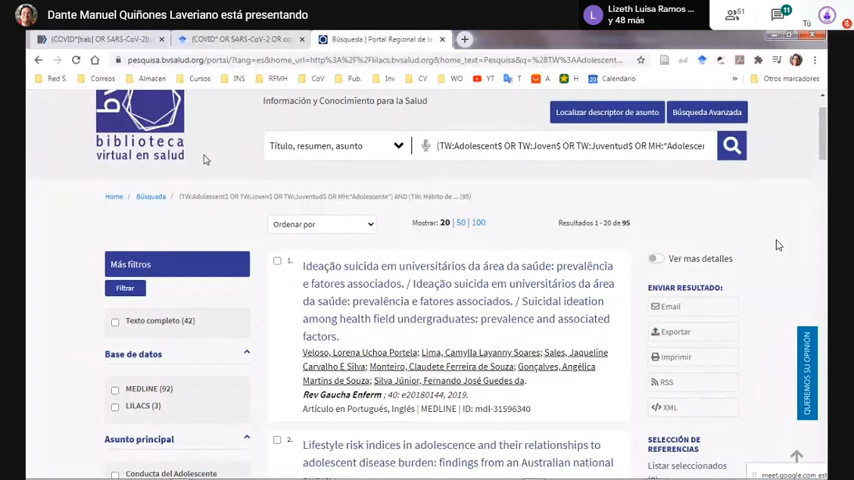 Dante Manuel Quiñones Laveriano está presentando
Lizeth Luisa Ramos ...
y 48 más
51
11
Tú
(COVID*[tiab] OR SARS-CoV-2[t
(COVID* OR SARS-CoV-2 OR co
Búsqueda | Portal Regional de la
pesquisa.bvsalud.org/portal/?lang=es&home_url=http%3A%2F%2Flilacs.bvsalud.org&home_text=Pesquisa&q=%28TW%3AAdolescent...
Red S.
Correos
Almacen
Cursos
INS
RFMH
CoV
Pub.
CV
WO
YT
T
A
H
Calendario
Otros marcadores
Información y Conocimiento para la Salud
Localizar descriptor de asunto
Búsqueda Avanzada
bv
biblioteca
virtual en salud
Título, resumen, asunto
(TW:Adolescent$ OR TW:Joven$ OR TW:Juventud$ OR MH:"Adolescer
Home / Búsqueda / (TW:Adolescent$ OR TW:Joven$ OR TW:Juventud$ OR MH:"Adolescente") AND (TW: Hábito de ... (95)
Ordenar por
Mostrar: 20 | 50 | 100
Resultados 1 - 20 de 95
Más filtros
Filtrar
Texto completo (42)
Base de datos
MEDLINE (92)
LILACS (3)
Asunto principal
Conducta del Adolescente
1.
Ideação suicida em universitários da área da saúde: prevalência
e fatores associados. / Ideação suicida em universitários da área
da saúde: prevalência e fatores associados. / Suicidal ideation
among health field undergraduates: prevalence and associated
factors.
Veloso, Lorena Uchoa Portela; Lima, Camylla Layanny Soares; Sales, Jaqueline
Carvalho E Silva; Monteiro, Claudete Ferreira de Souza; Gonçalves, Angélica
Martins de Souza; Silva Júnior, Fernando José Guedes da.
Rev Gaucha Enferm ; 40: e20180144, 2019.
Artículo en Portugués, Inglés | MEDLINE | ID: mdl-31596340
2.
Lifestyle risk indices in adolescence and their relationships to
adolescent disease burden: findings from an Australian national
Ver mas detalles
ENVIAR RESULTADO:
Email
Exportar
Imprimir
RSS
XML
SELECCIÓN DE
REFERENCIAS
Listar seleccionados
QUEREMOS SU OPINIÓN
meet.google.com est